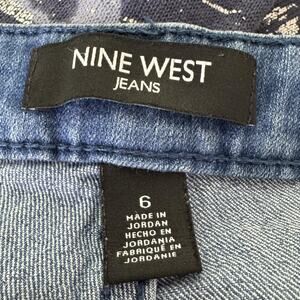 NINE WEST
JEANS
6
MADE IN
JORDAN
HECHO EN
JORDANIA
FABRIQUÉ EN
JORDANIE